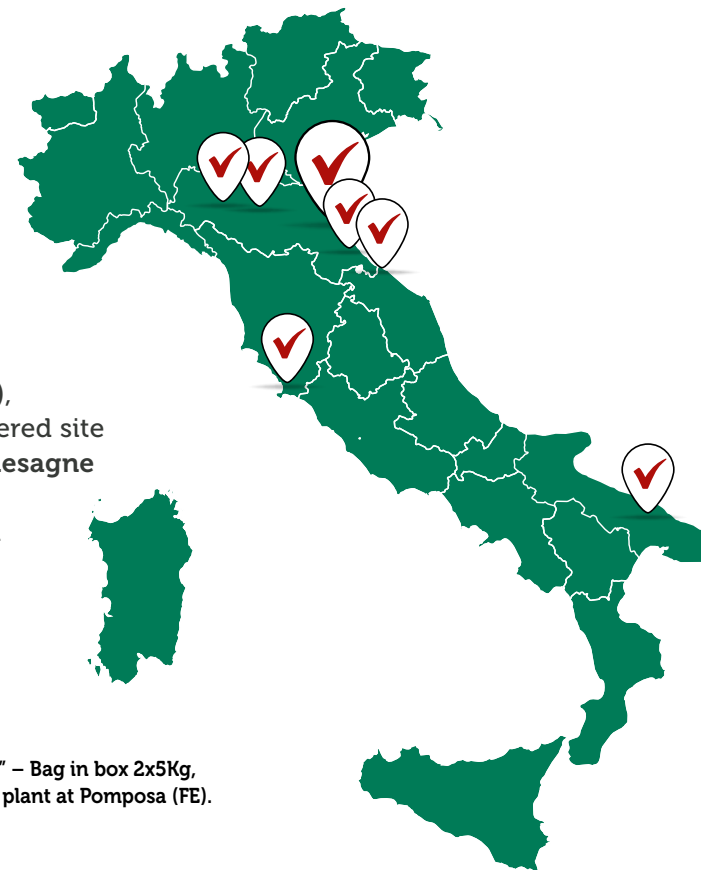 ),
ered site
esagne
” – Bag in box 2x5Kg,
plant at Pomposa (FE).